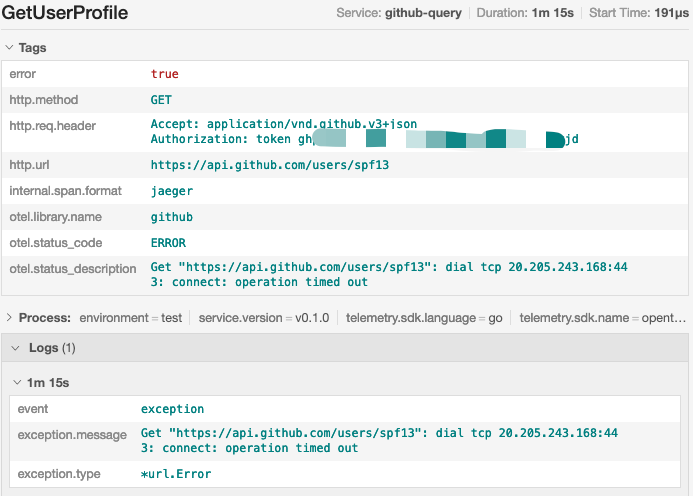 GetUserProfile Service: github-query Duration: 1m 15s Start Time: 191μs
Tags
error true
http.method GET
http.req.header Accept: application/vnd.github.v3+json
Authorization: token gh jd
http.url https://api.github.com/users/spf13
internal.span.format jaeger
otel.library.name github
otel.status_code ERROR
otel.status_description Get "https://api.github.com/users/spf13": dial tcp 20.205.243.168:44
3: connect: operation timed out
Process: environment = test service.version = v0.1.0 telemetry.sdk.language = go telemetry.sdk.name = opent…
Logs (1)
1m 15s
event exception
exception.message Get "https://api.github.com/users/spf13": dial tcp 20.205.243.168:44
3: connect: operation timed out
exception.type *url.Error